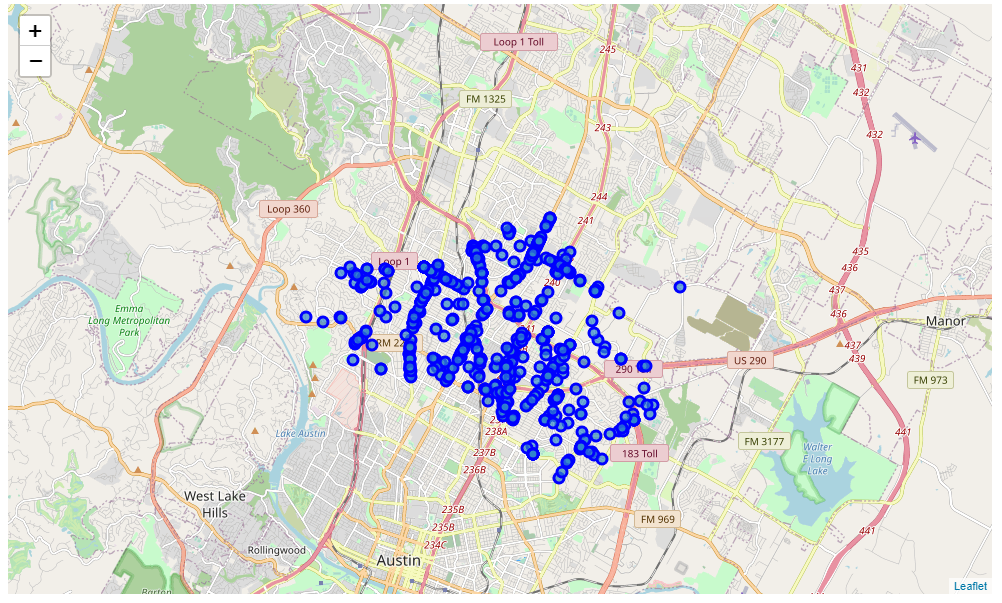 +
−
Loop 1 Toll
245
431
432
FM 1325
243
432
244
Loop 360
241
435
Loop 1
436
240
437
Emma
Long Metropolitan
Park
436
Manor
437
439
US 290
290
FM 973
Lake Austin
238A
441
FM 3177
Walter
E Long
Lake
237B
183 Toll
236B
West Lake
Hills
235B
FM 969
235B
441
234C
Rollingwood
Austin
Barton
Leaflet